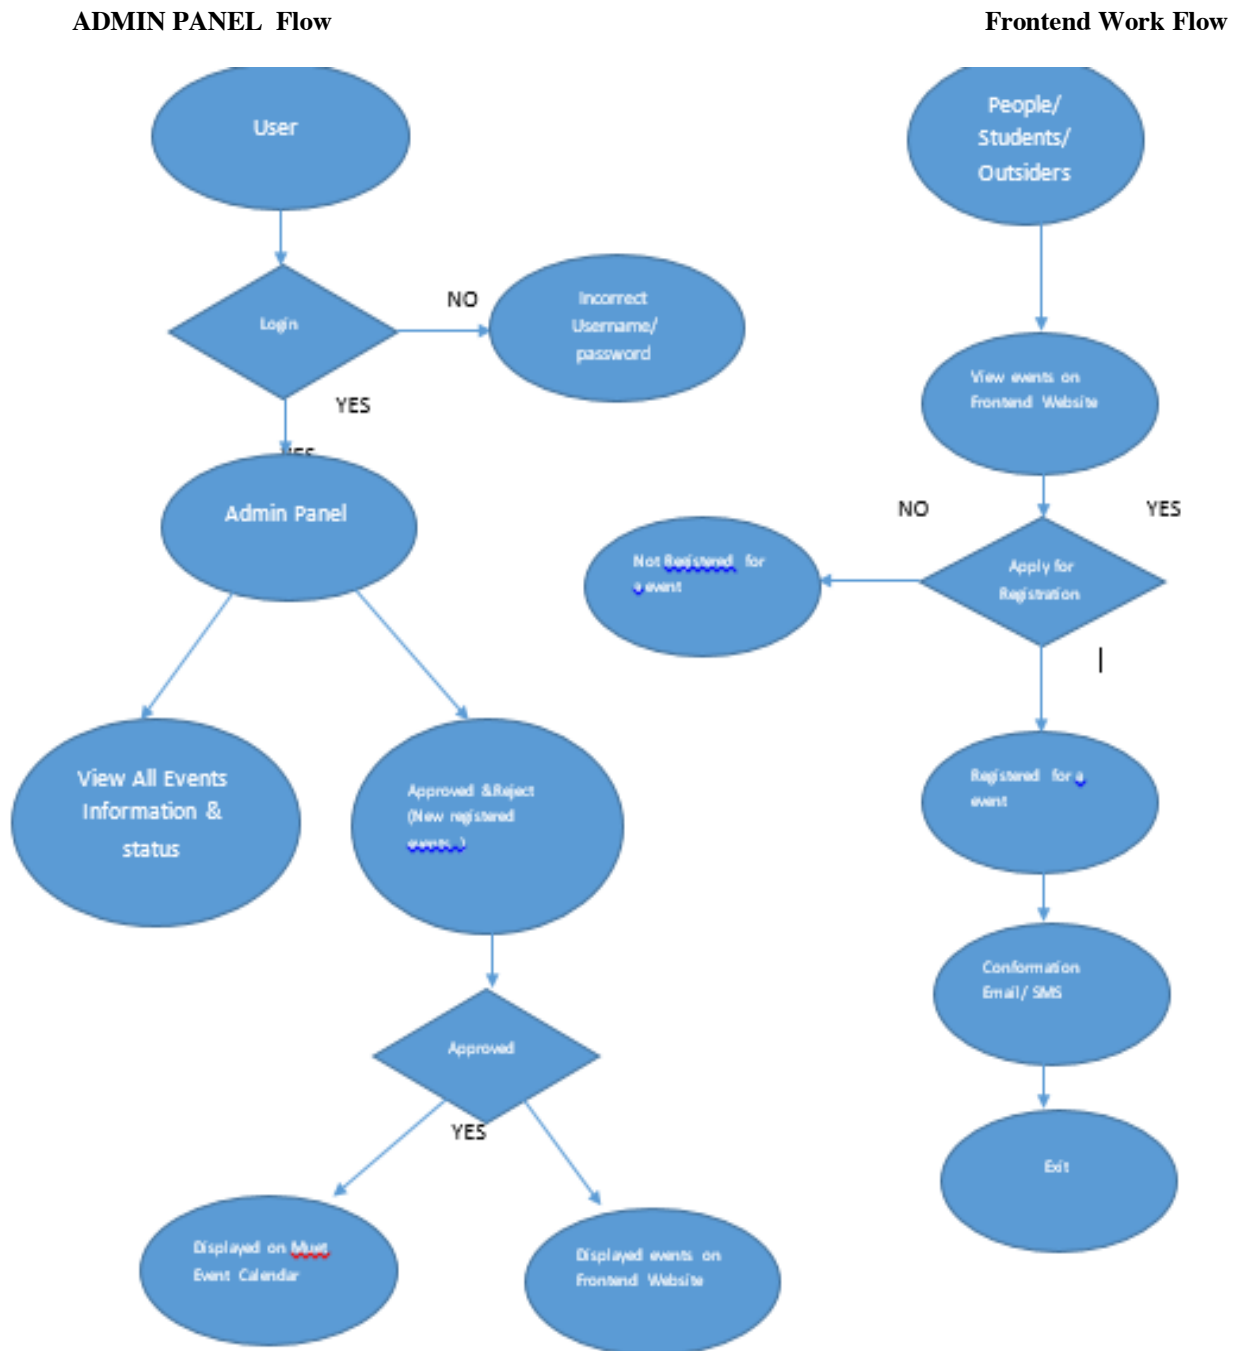 ADMIN PANEL Flow
Frontend Work Flow
User
Login
NO
Incorrect
Username/
password
YES
YES
Admin Panel
View All Events
Information &
status
Approved &Reject
(New registered
events..)
Approved
YES
Displayed on Muet
Event Calendar
Displayed events on
Frontend Website
People/
Students/
Outsiders
View events on
Frontend Website
NO
YES
Apply for
Registration
Not Registered for
a event
Registered for a
event
Conformation
Email/ SMS
Exit